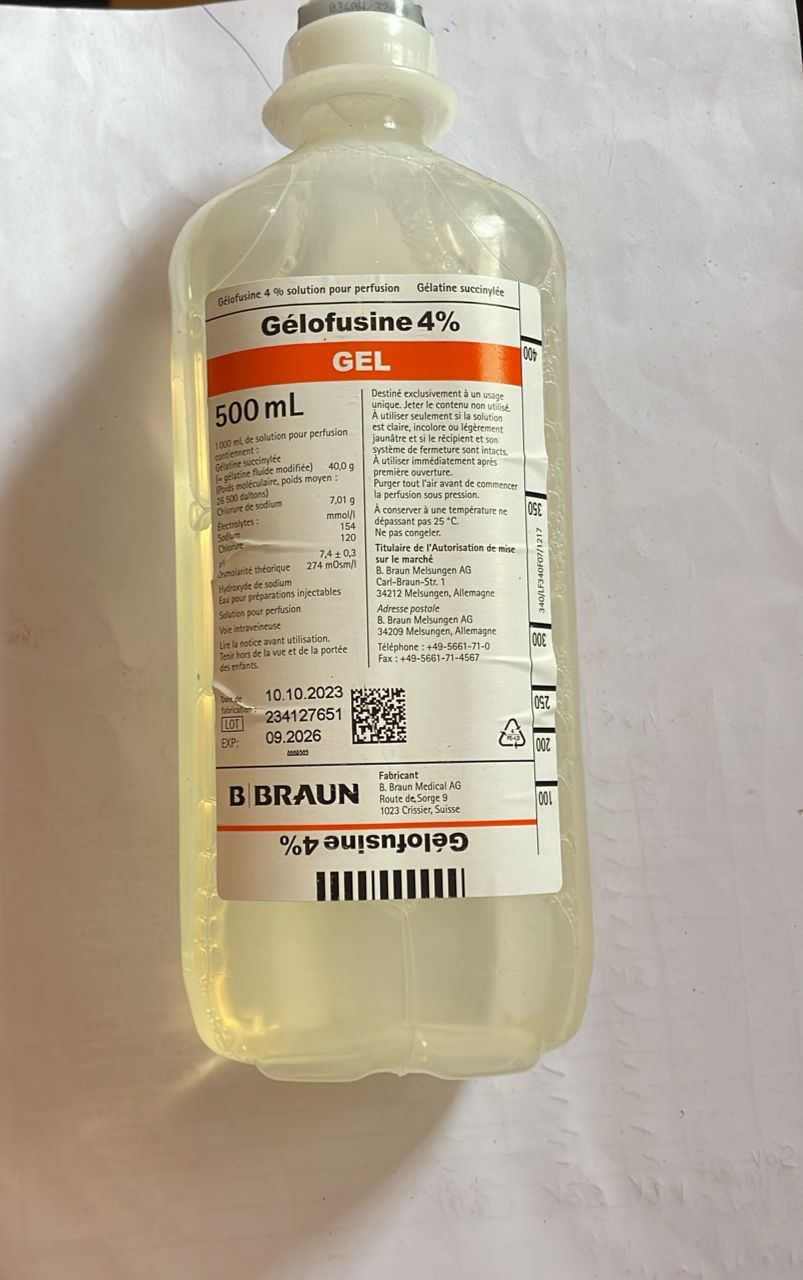 Gélofusine 4 % solution pour perfusion Gélatine succinylée
Gélofusine 4%
GEL
500 mL
1 000 mL de solution pour perfusion
contiennent :
Gélatine succinylée
(= gélatine fluide modifiée) 40,0 g
(Poids moléculaire, poids moyen :
26 500 daltons)
Chlorure de sodium 7,01 g
Électrolytes : mmol/l
Sodium 154
Chlorure 120
pH 7,4 ± 0,3
Osmolarité théorique 274 mOsm/l
Hydroxyde de sodium
Eau pour préparations injectables
Solution pour perfusion
Voie intraveineuse
Lire la notice avant utilisation.
Tenir hors de la vue et de la portée
des enfants.
Destiné exclusivement à un usage
unique. Jeter le contenu non utilisé.
À utiliser seulement si la solution
est claire, incolore ou légèrement
jaunâtre et si le récipient et son
système de fermeture sont intacts.
À utiliser immédiatement après
première ouverture.
Purger tout l'air avant de commencer
la perfusion sous pression.
À conserver à une température ne
dépassant pas 25 °C.
Ne pas congeler.
Titulaire de l'Autorisation de mise
sur le marché
B. Braun Melsungen AG
Carl-Braun-Str. 1
34212 Melsungen, Allemagne
Adresse postale
B. Braun Melsungen AG
34209 Melsungen, Allemagne
Téléphone : +49-5661-71-0
Fax : +49-5661-71-4567
400
350
340/LF340F07/1217
300
250
200
100
Date de
fabrication : 10.10.2023
LOT 234127651
EXP: 09.2026
B|BRAUN
Fabricant
B. Braun Medical AG
Route de Sorge 9
1023 Crissier, Suisse
Gélofusine 4%